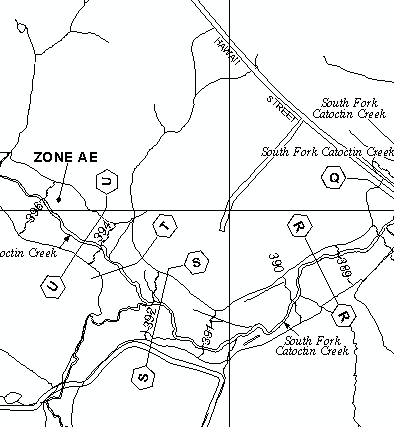 HAWAII
STREET
South Fork
Catoctin Creek
South Fork Catoctin Creek
ZONE AE
U
Q
396
394
T
R
octin Creek
S
390
389
U
392
391
R
South Fork
Catoctin Creek
S